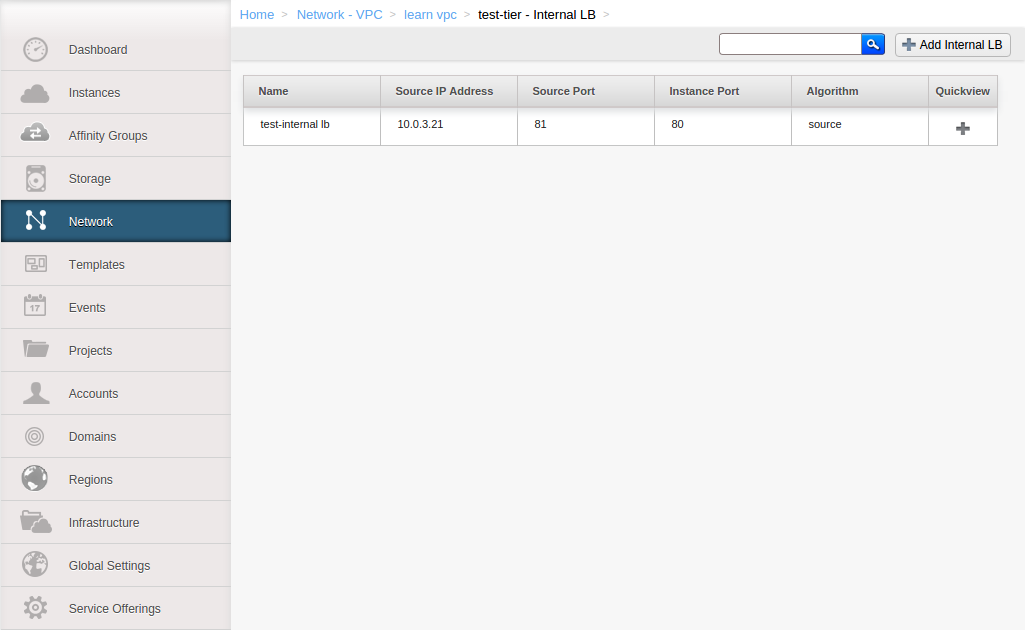 Home > Network - VPC > learn vpc > test-tier - Internal LB >
Add Internal LB
Dashboard
Instances
Affinity Groups
Storage
Network
Templates
17
Events
Projects
Accounts
Domains
Regions
Infrastructure
Global Settings
Service Offerings
Name Source IP Address Source Port Instance Port Algorithm Quickview
test-internal lb 10.0.3.21 81 80 source